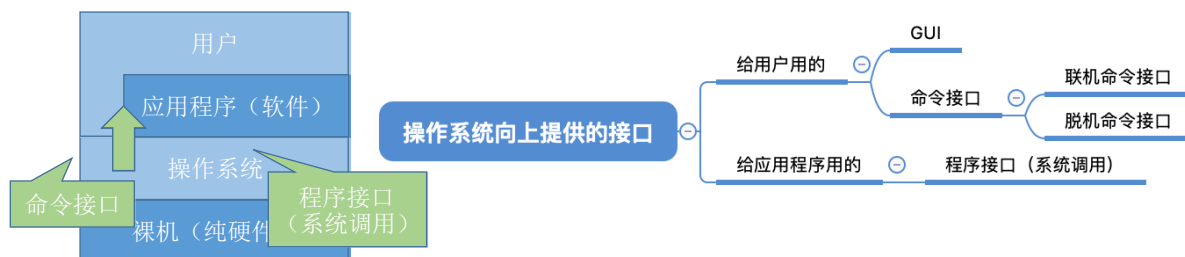 用户
应用程序（软件）
操作系统
命令接口
程序接口
（系统调用）
裸机（纯硬件
操作系统向上提供的接口
给用户用的
GUI
命令接口
联机命令接口
脱机命令接口
给应用程序用的
程序接口（系统调用）